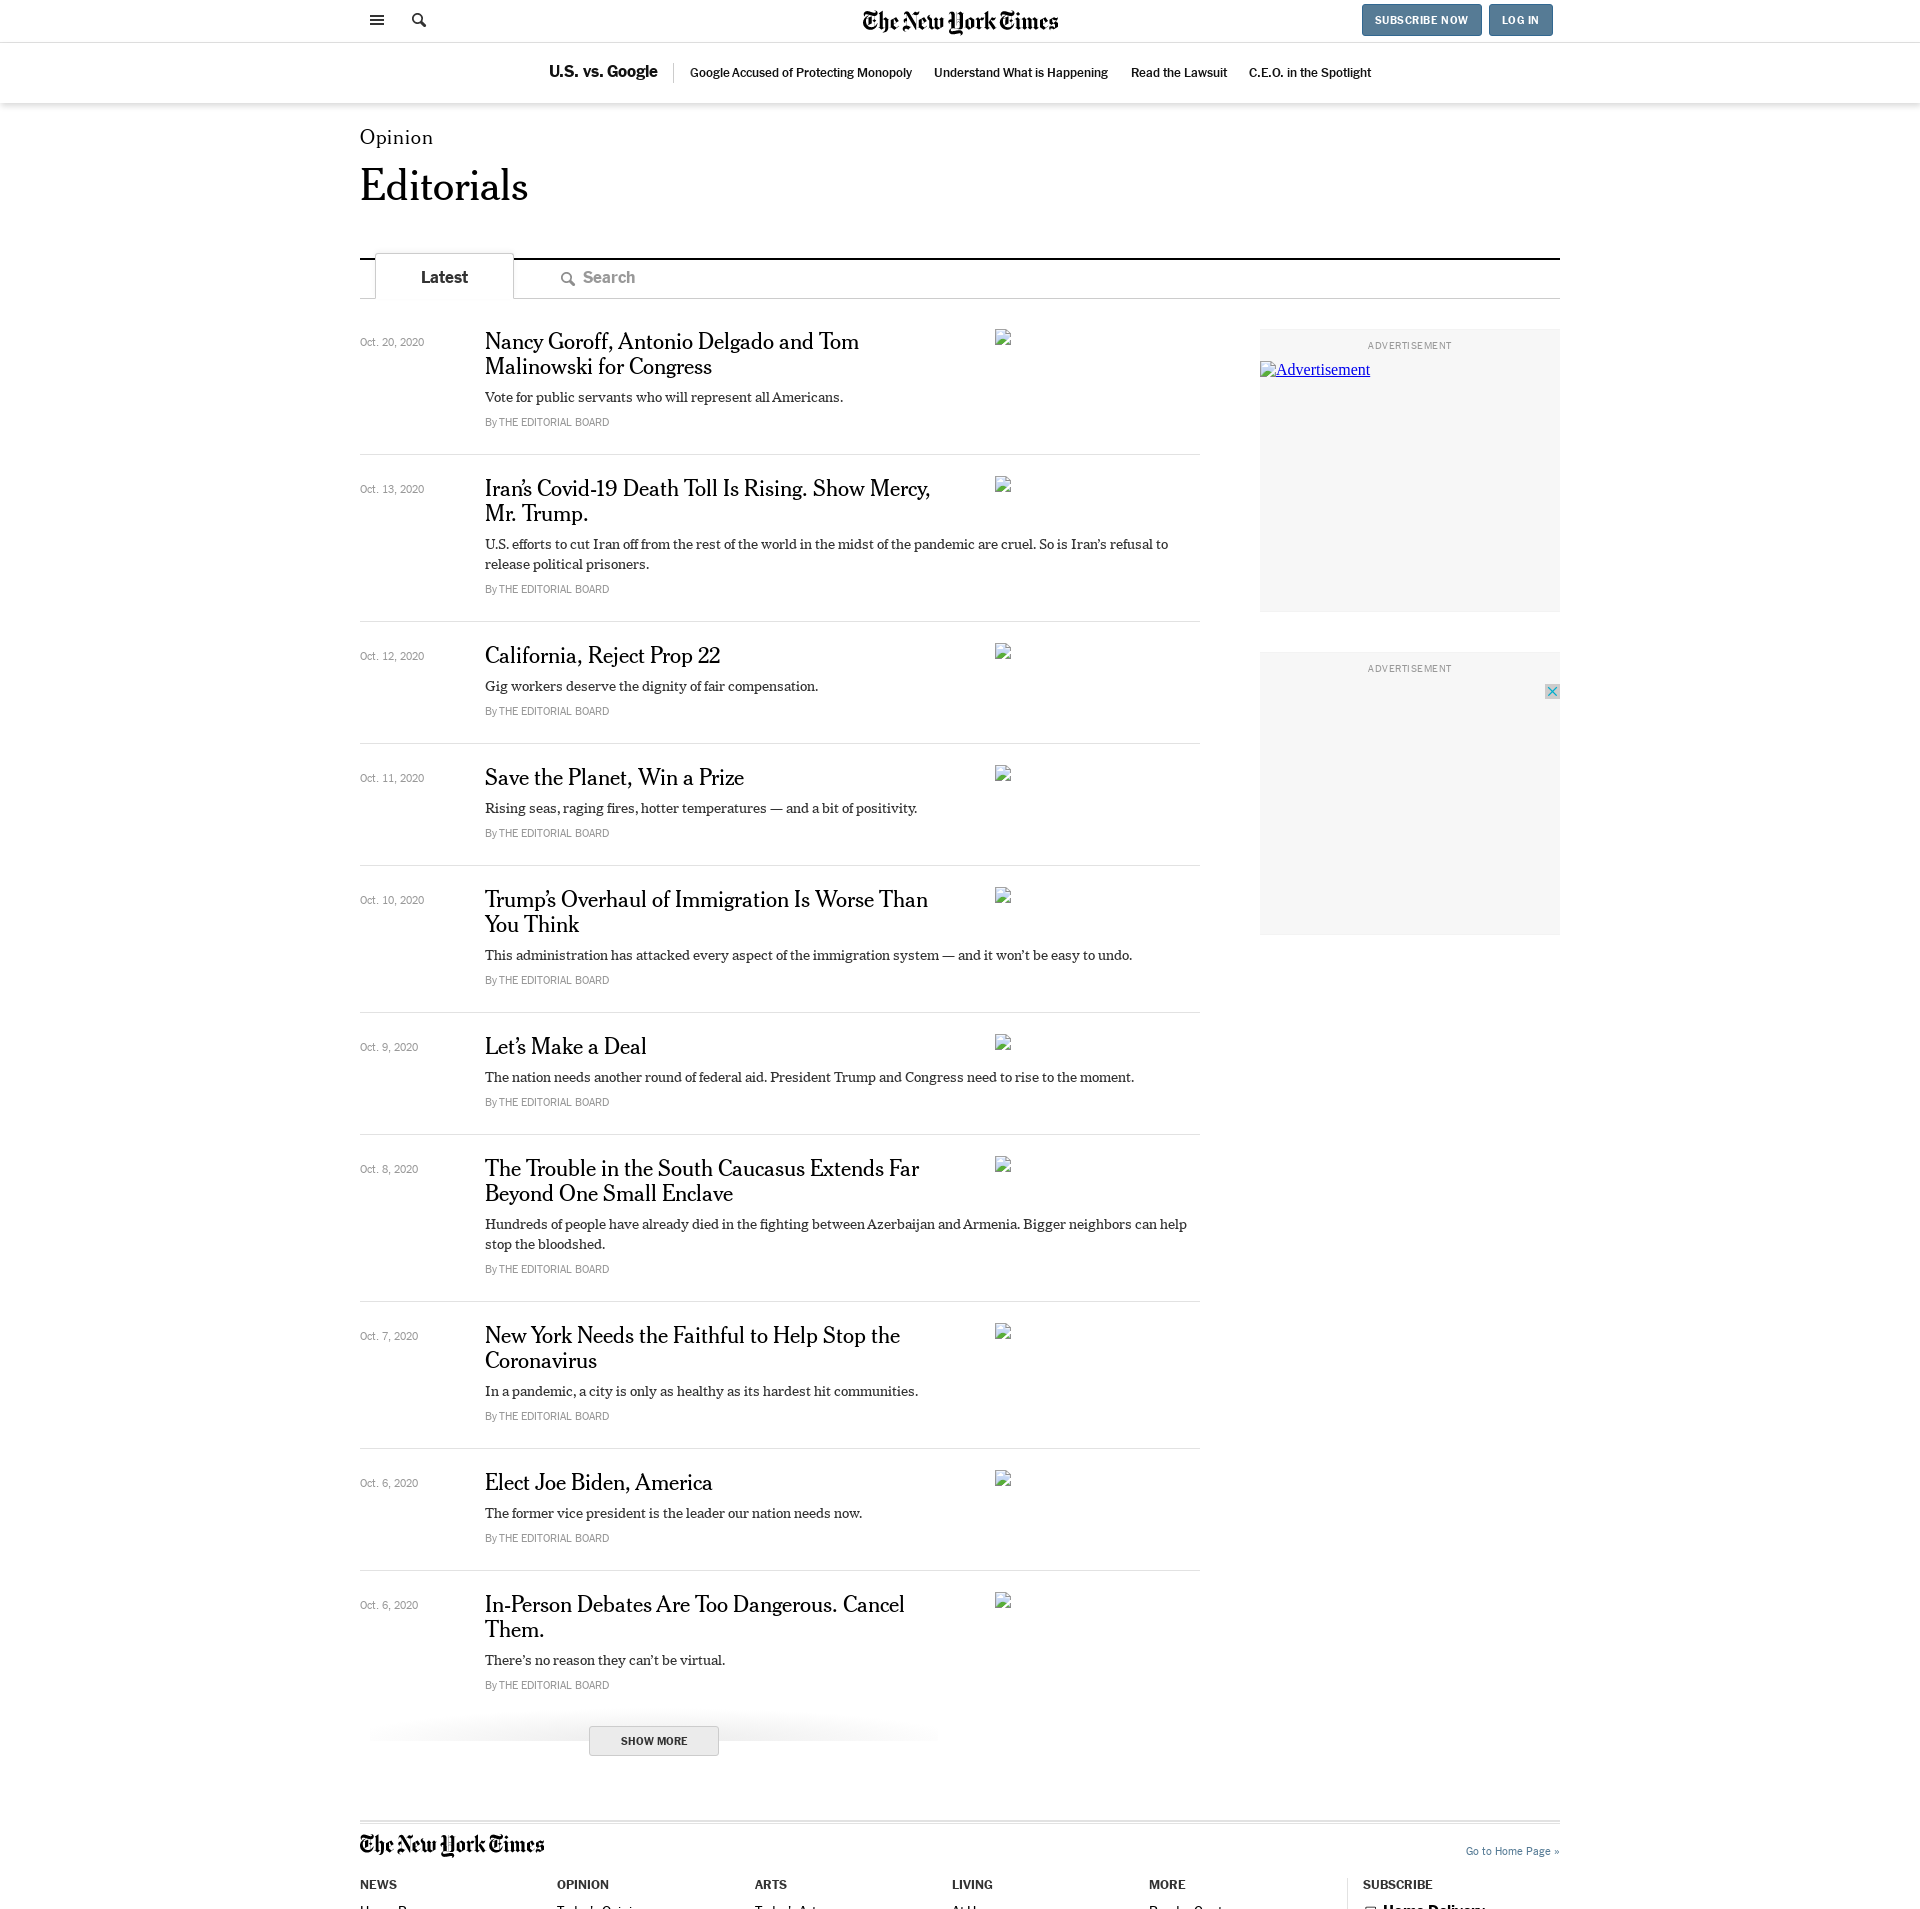 The New York Times
SUBSCRIBE NOW
LOG IN
U.S. vs. Google
Google Accused of Protecting Monopoly
Understand What is Happening
Read the Lawsuit
C.E.O. in the Spotlight
Opinion
Editorials
Latest
Search
Oct. 20, 2020
Nancy Goroff, Antonio Delgado and Tom
Malinowski for Congress
Vote for public servants who will represent all Americans.
By THE EDITORIAL BOARD
ADVERTISEMENT
Advertisement
Oct. 13, 2020
Iran’s Covid-19 Death Toll Is Rising. Show Mercy,
Mr. Trump.
U.S. efforts to cut Iran off from the rest of the world in the midst of the pandemic are cruel. So is Iran’s refusal to
release political prisoners.
By THE EDITORIAL BOARD
Oct. 12, 2020
California, Reject Prop 22
Gig workers deserve the dignity of fair compensation.
By THE EDITORIAL BOARD
ADVERTISEMENT
Oct. 11, 2020
Save the Planet, Win a Prize
Rising seas, raging fires, hotter temperatures — and a bit of positivity.
By THE EDITORIAL BOARD
Oct. 10, 2020
Trump’s Overhaul of Immigration Is Worse Than
You Think
This administration has attacked every aspect of the immigration system — and it won’t be easy to undo.
By THE EDITORIAL BOARD
Oct. 9, 2020
Let’s Make a Deal
The nation needs another round of federal aid. President Trump and Congress need to rise to the moment.
By THE EDITORIAL BOARD
Oct. 8, 2020
The Trouble in the South Caucasus Extends Far
Beyond One Small Enclave
Hundreds of people have already died in the fighting between Azerbaijan and Armenia. Bigger neighbors can help
stop the bloodshed.
By THE EDITORIAL BOARD
Oct. 7, 2020
New York Needs the Faithful to Help Stop the
Coronavirus
In a pandemic, a city is only as healthy as its hardest hit communities.
By THE EDITORIAL BOARD
Oct. 6, 2020
Elect Joe Biden, America
The former vice president is the leader our nation needs now.
By THE EDITORIAL BOARD
Oct. 6, 2020
In-Person Debates Are Too Dangerous. Cancel
Them.
There’s no reason they can’t be virtual.
By THE EDITORIAL BOARD
SHOW MORE
The New York Times
Go to Home Page »
NEWS
OPINION
ARTS
LIVING
MORE
SUBSCRIBE